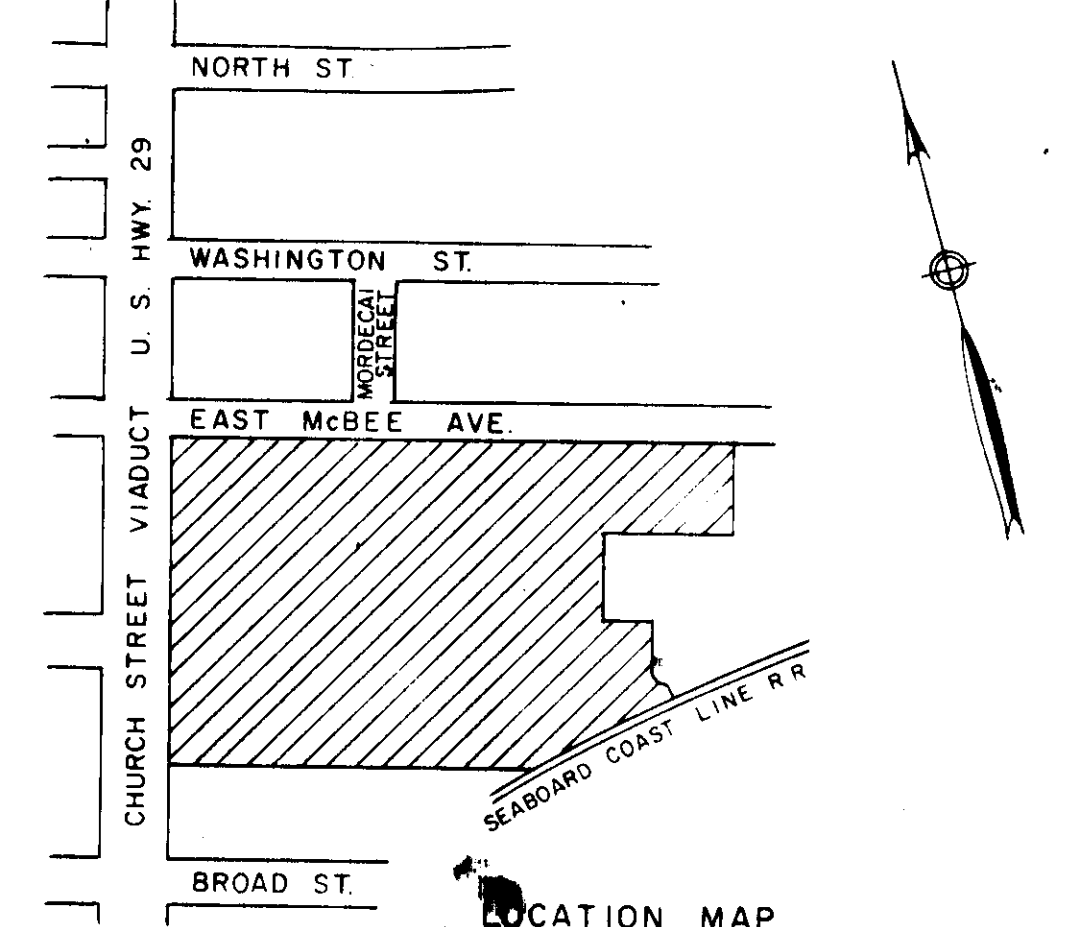 NORTH ST.
WASHINGTON ST.
MORDECAI
STREET
EAST McBEE AVE.
CHURCH STREET VIADUCT U. S. HWY. 29
SEABOARD COAST LINE R R
BROAD ST.
LOCATION MAP